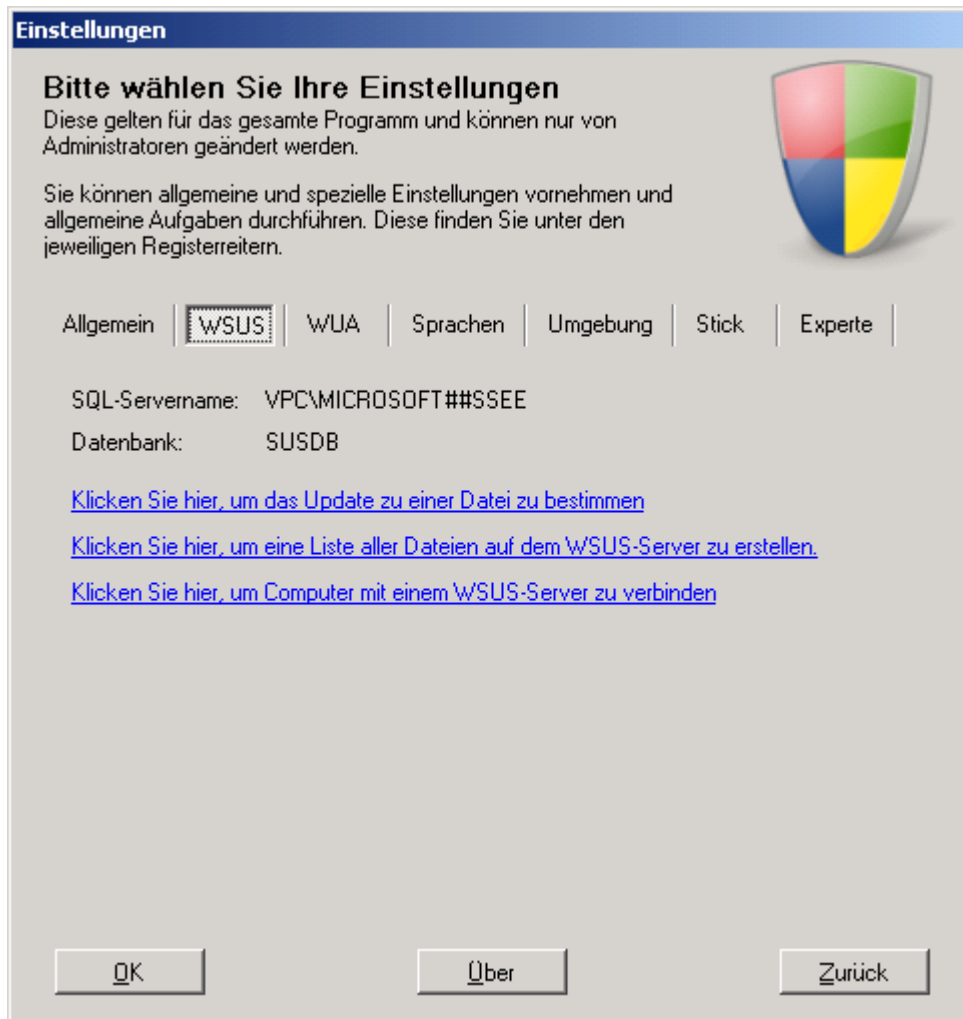 Einstellungen
Bitte wählen Sie Ihre Einstellungen
Diese gelten für das gesamte Programm und können nur von
Administratoren geändert werden.
Sie können allgemeine und spezielle Einstellungen vornehmen und
allgemeine Aufgaben durchführen. Diese finden Sie unter den
jeweiligen Registerreitern.
Allgemein WSUS WUA Sprachen Umgebung Stick Experte
SQL-Servername: VPC\MICROSOFT##SSEE
Datenbank: SUSDB
Klicken Sie hier, um das Update zu einer Datei zu bestimmen
Klicken Sie hier, um eine Liste aller Dateien auf dem WSUS-Server zu erstellen.
Klicken Sie hier, um Computer mit einem WSUS-Server zu verbinden
OK Über Zurück